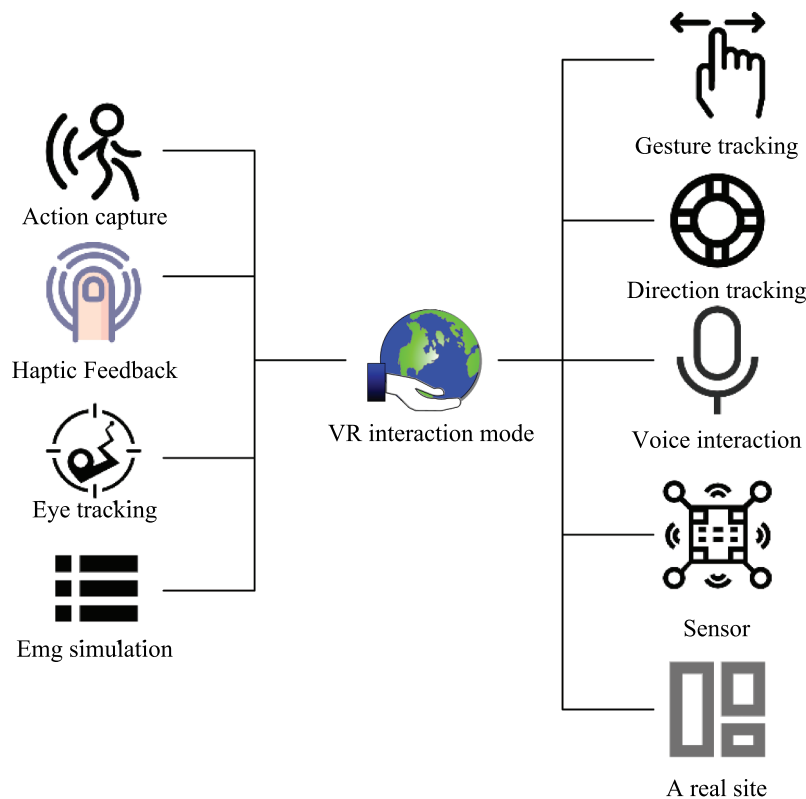 Action capture
Haptic Feedback
Eye tracking
Emg simulation
VR interaction mode
Gesture tracking
Direction tracking
Voice interaction
Sensor
A real site